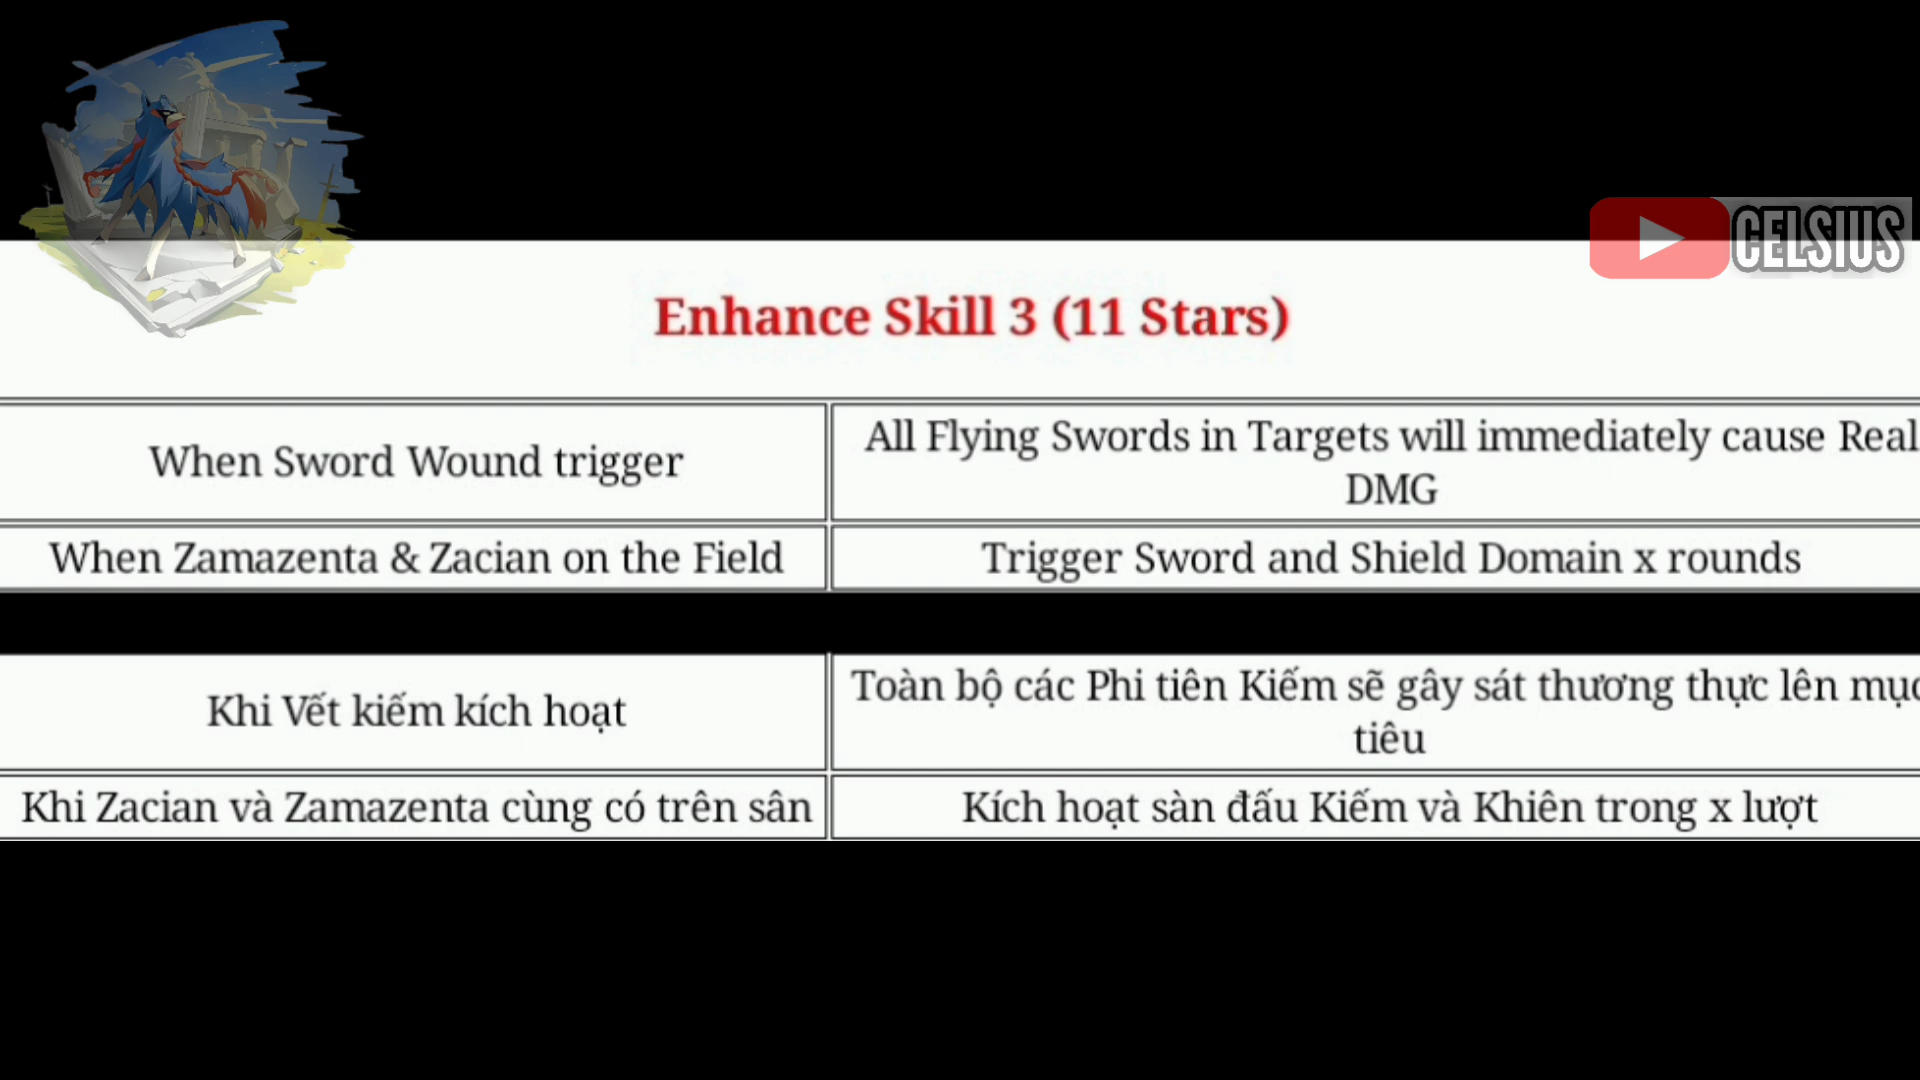 CELSIUS
Enhance Skill 3 (11 Stars)
When Sword Wound trigger
All Flying Swords in Targets will immediately cause Real
DMG
When Zamazenta & Zacian on the Field
Trigger Sword and Shield Domain x rounds
Khi Vết kiếm kích hoạt
Toàn bộ các Phi tiên Kiếm sẽ gây sát thương thực lên mục
tiêu
Khi Zacian và Zamazenta cùng có trên sân
Kích hoạt sàn đấu Kiếm và Khiên trong x lượt